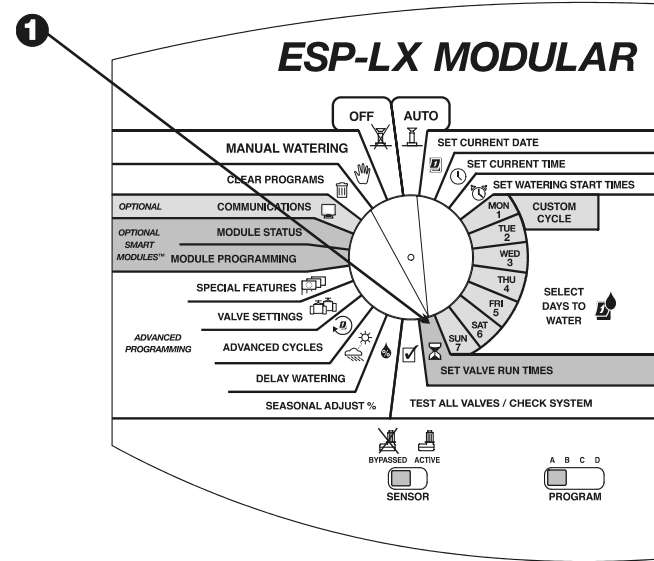 1
ESP-LX MODULAR
OFF
AUTO
MANUAL WATERING
CLEAR PROGRAMS
OPTIONAL
COMMUNICATIONS
OPTIONAL
SMART
MODULES™
MODULE STATUS
MODULE PROGRAMMING
SPECIAL FEATURES
VALVE SETTINGS
ADVANCED
PROGRAMMING
ADVANCED CYCLES
DELAY WATERING
SEASONAL ADJUST %
SET CURRENT DATE
SET CURRENT TIME
SET WATERING START TIMES
MON
1
CUSTOM
CYCLE
TUE
2
WED
3
THU
4
FRI
5
SAT
6
SUN
7
SELECT
DAYS TO
WATER
SET VALVE RUN TIMES
TEST ALL VALVES / CHECK SYSTEM
BYPASSED ACTIVE
SENSOR
A B C D
PROGRAM